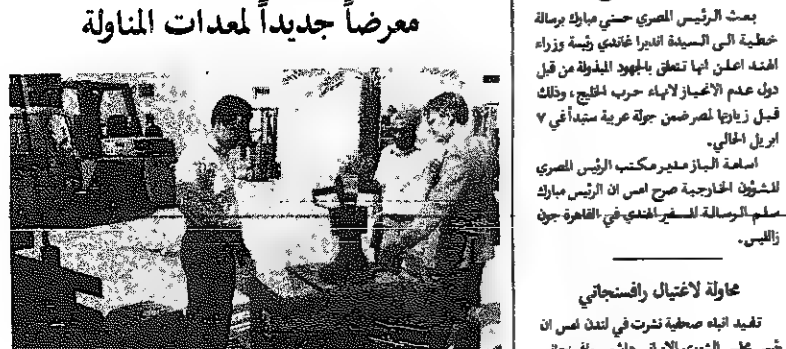 معرضاً جديداً لمعدات المناولة
بعث الرئيس المصري حسني مبارك برسالة
خطية الى السيدة انديرا غاندي رئيسة وزراء
الهند اعلن انها تتعلق بالجهود المبذولة من قبل
دول عدم الانحياز لانهاء حرب الخليج، وذلك
قبل زيارتها لمصر ضمن جولة عربية ستبدأ في ٧
ابريل الحالي.
اسامة الباز مدير مكتب الرئيس المصري
للشؤون الخارجية صرح امس ان الرئيس مبارك
سلم الرسالة للسفير الهندي في القاهرة جون
محاولة لاغتيال رافسنجاني
تفيد انباء صحفية نشرت في لندن امس ان